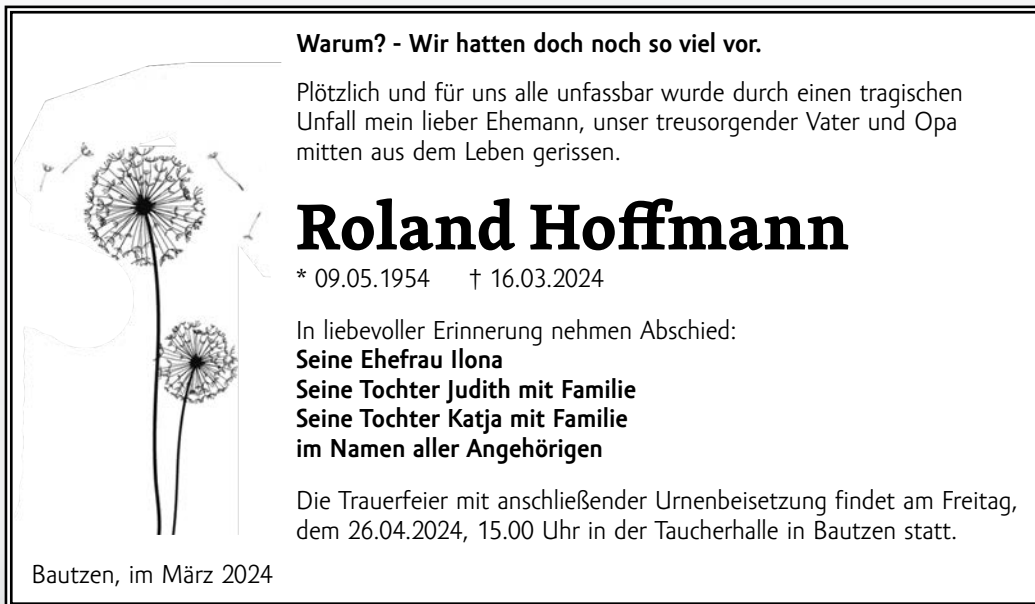 Warum? - Wir hatten doch noch so viel vor.
Plötzlich und für uns alle unfassbar wurde durch einen tragischen
Unfall mein lieber Ehemann, unser treusorgender Vater und Opa
mitten aus dem Leben gerissen.
Roland Hoffmann
* 09.05.1954 † 16.03.2024
In liebevoller Erinnerung nehmen Abschied:
Seine Ehefrau Ilona
Seine Tochter Judith mit Familie
Seine Tochter Katja mit Familie
im Namen aller Angehörigen
Die Trauerfeier mit anschließender Urnenbeisetzung findet am Freitag,
dem 26.04.2024, 15.00 Uhr in der Taucherhalle in Bautzen statt.
Bautzen, im März 2024